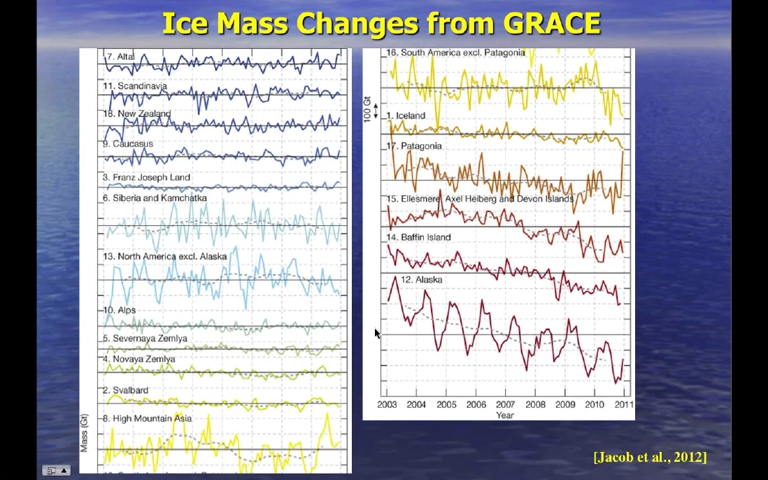 Ice Mass Changes from GRACE
7. Altai
11. Scandinavia
18. New Zealand
9. Caucasus
3. Franz Joseph Land
6. Siberia and Kamchatka
13. North America excl. Alaska
10. Alps
5. Severnaya Zemlya
4. Novaya Zemlya
2. Svalbard
8. High Mountain Asia
Mass (Gt)
16. South America excl. Patagonia
100 Gt
1. Iceland
17. Patagonia
15. Ellesmere, Axel Heiberg and Devon Islands
14. Baffin Island
12. Alaska
2003 2004 2005 2006 2007 2008 2009 2010 2011
Year
[Jacob et al., 2012]